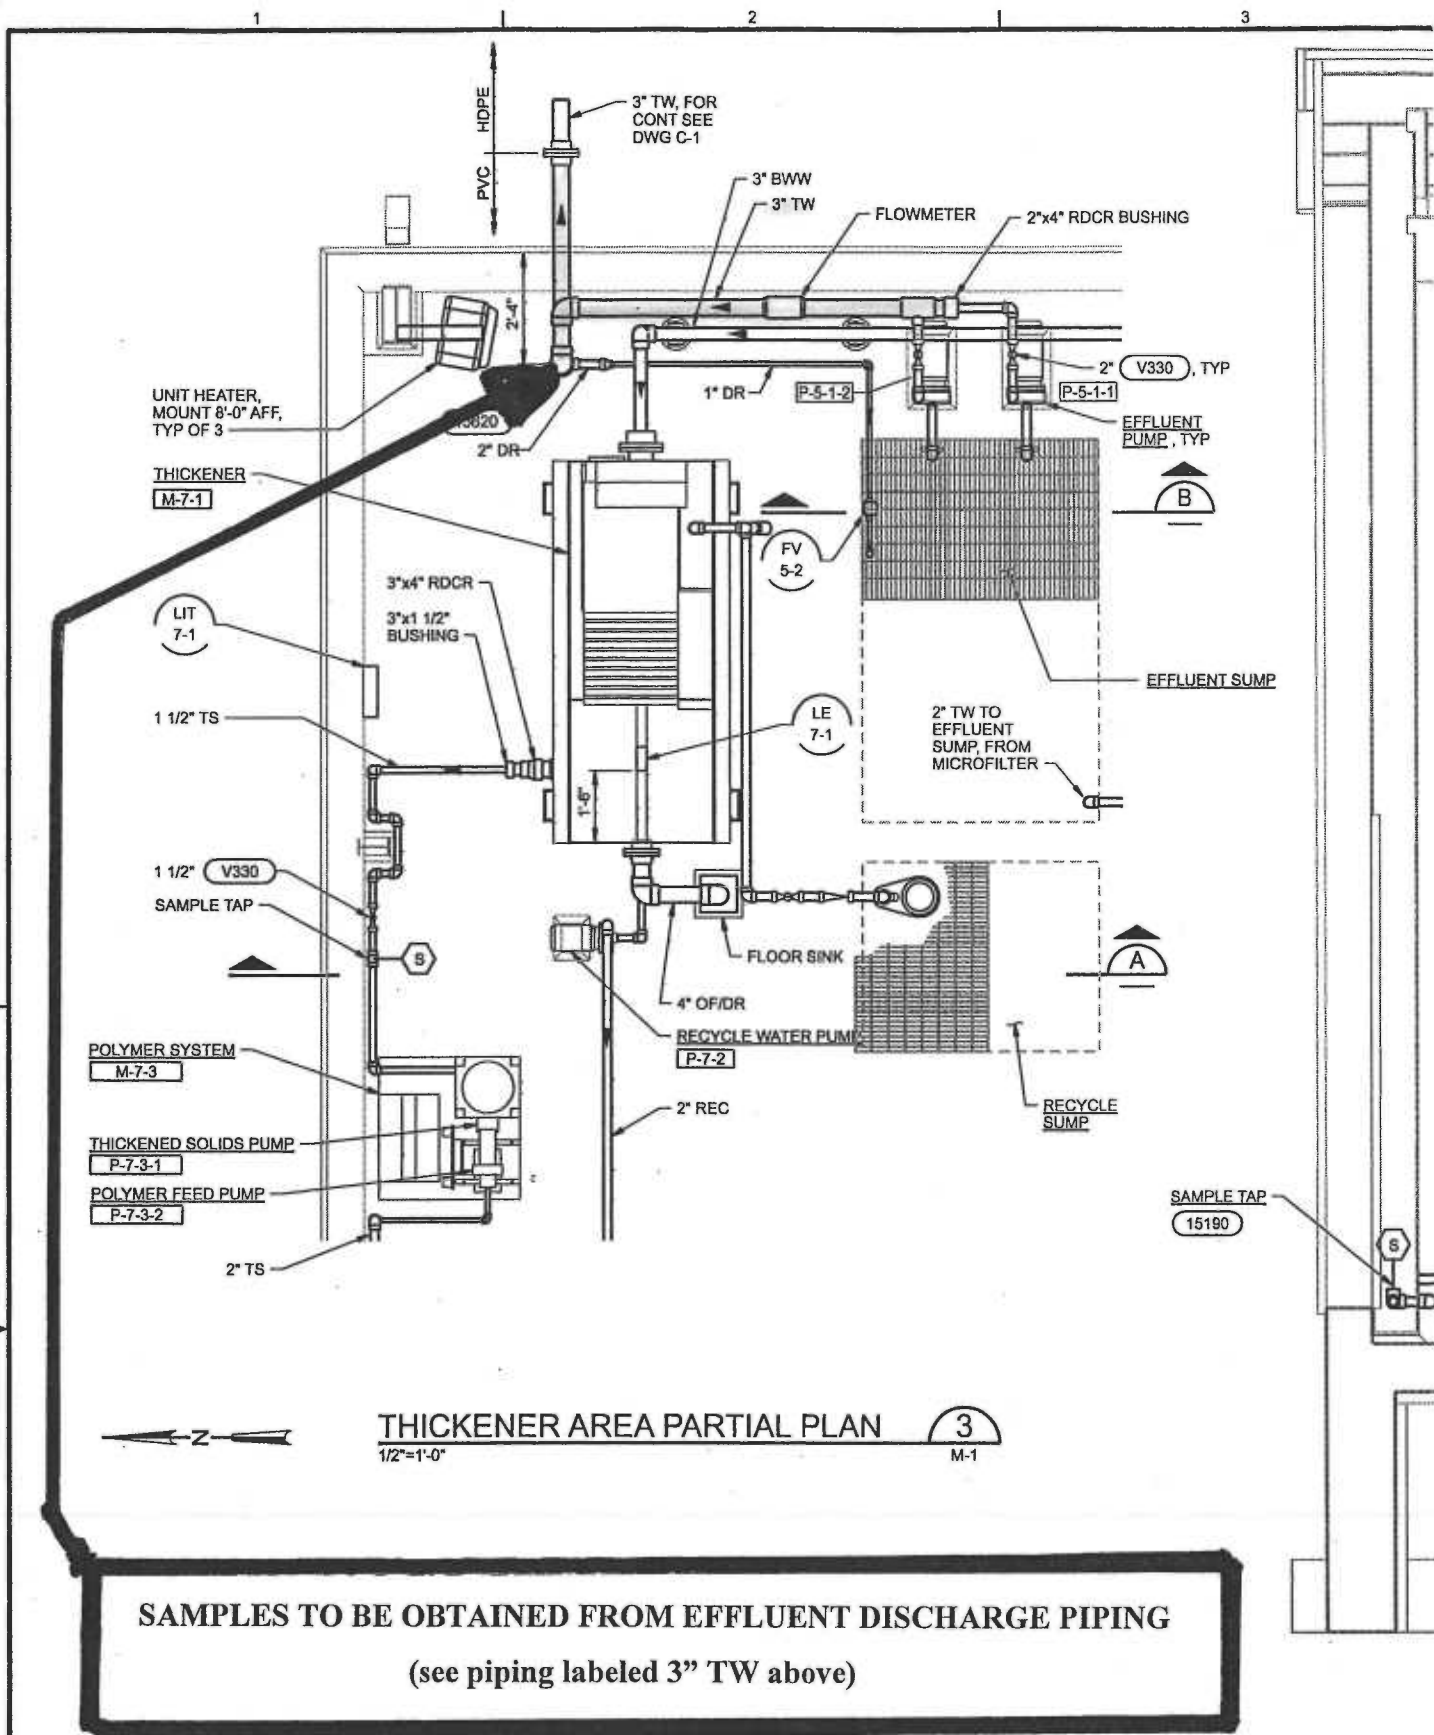 1
2
3
HDPE
PVC
3" TW, FOR
CONT SEE
DWG C-1
3" BWW
3" TW
FLOWMETER
2"x4" RDCR BUSHING
2'-4"
UNIT HEATER,
MOUNT 8'-0" AFF,
TYP OF 3
2" DR
1" DR
P-5-1-2
2" V330 , TYP
P-5-1-1
EFFLUENT
PUMP , TYP
THICKENER
M-7-1
B
FV
5-2
3"x4" RDCR
3"x1 1/2"
BUSHING
LIT
7-1
EFFLUENT SUMP
1 1/2" TS
LE
7-1
2" TW TO
EFFLUENT
SUMP, FROM
MICROFILTER
1'-6"
1 1/2" V330
SAMPLE TAP
S
FLOOR SINK
A
4" OF/DR
RECYCLE WATER PUMP
P-7-2
POLYMER SYSTEM
M-7-3
2" REC
RECYCLE
SUMP
THICKENED SOLIDS PUMP
P-7-3-1
POLYMER FEED PUMP
P-7-3-2
2" TS
SAMPLE TAP
15190
S
N
THICKENER AREA PARTIAL PLAN 3
1/2"=1'-0" M-1
SAMPLES TO BE OBTAINED FROM EFFLUENT DISCHARGE PIPING
(see piping labeled 3” TW above)